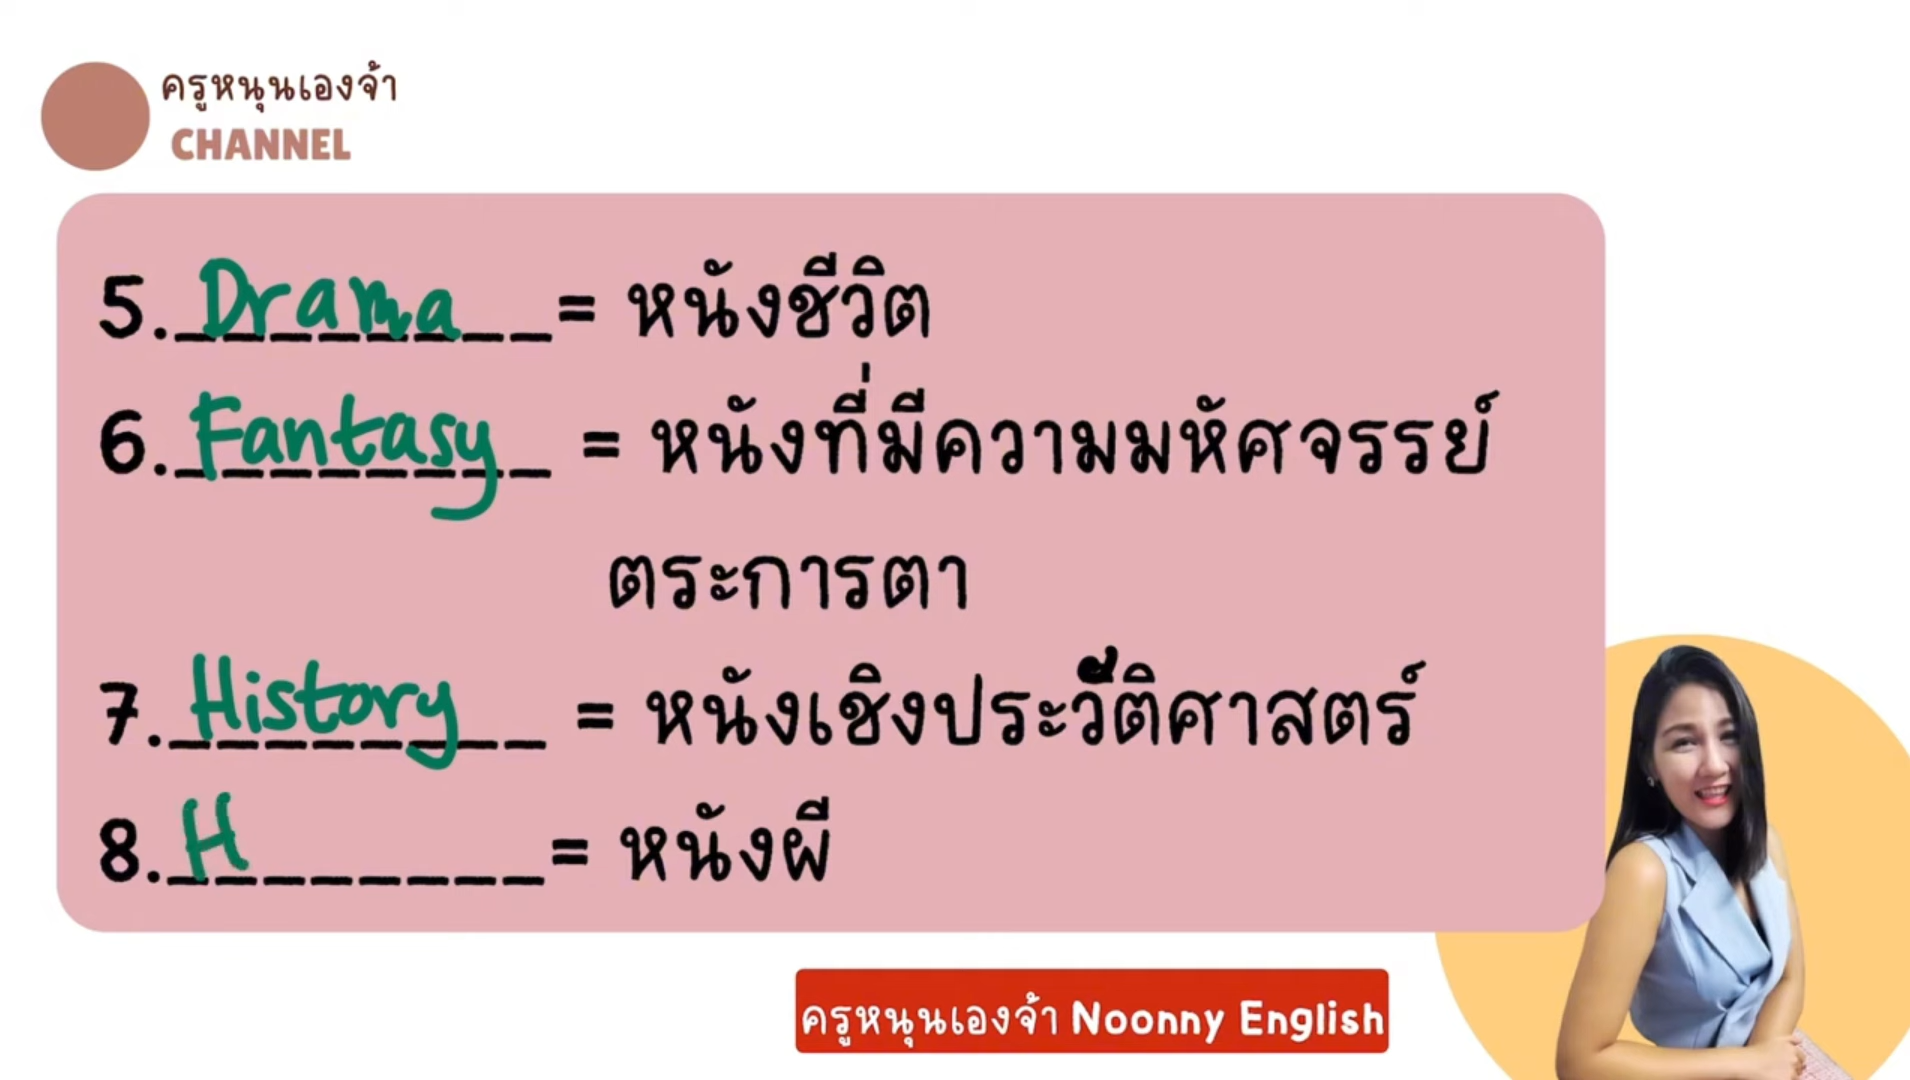 ครูหนุนเองจ้า
CHANNEL
5. Drama = หนังชีวิต
6. Fantasy = หนังที่มีความมหัศจรรย์
ตระการตา
7. History = หนังเชิงประวัติศาสตร์
8. H = หนังผี
ครูหนุนเองจ้า Noonny English